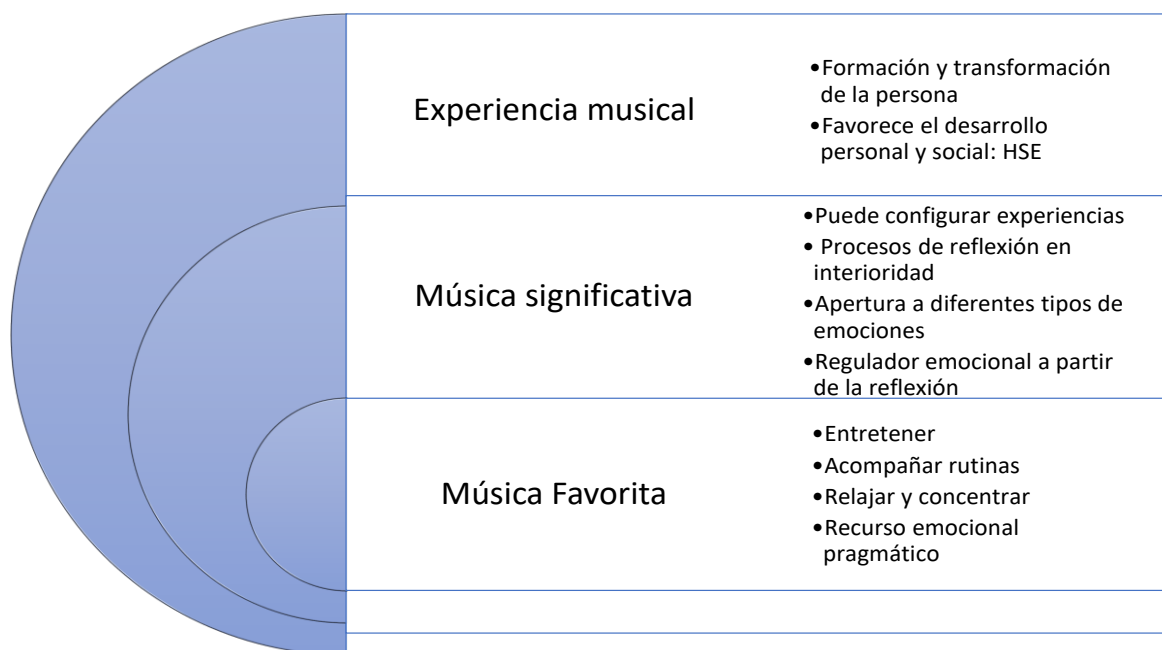 Experiencia musical
•Formación y transformación
de la persona
•Favorece el desarrollo
personal y social: HSE
Música significativa
•Puede configurar experiencias
• Procesos de reflexión en
interioridad
•Apertura a diferentes tipos de
emociones
•Regulador emocional a partir
de la reflexión
Música Favorita
•Entretener
•Acompañar rutinas
•Relajar y concentrar
•Recurso emocional
pragmático